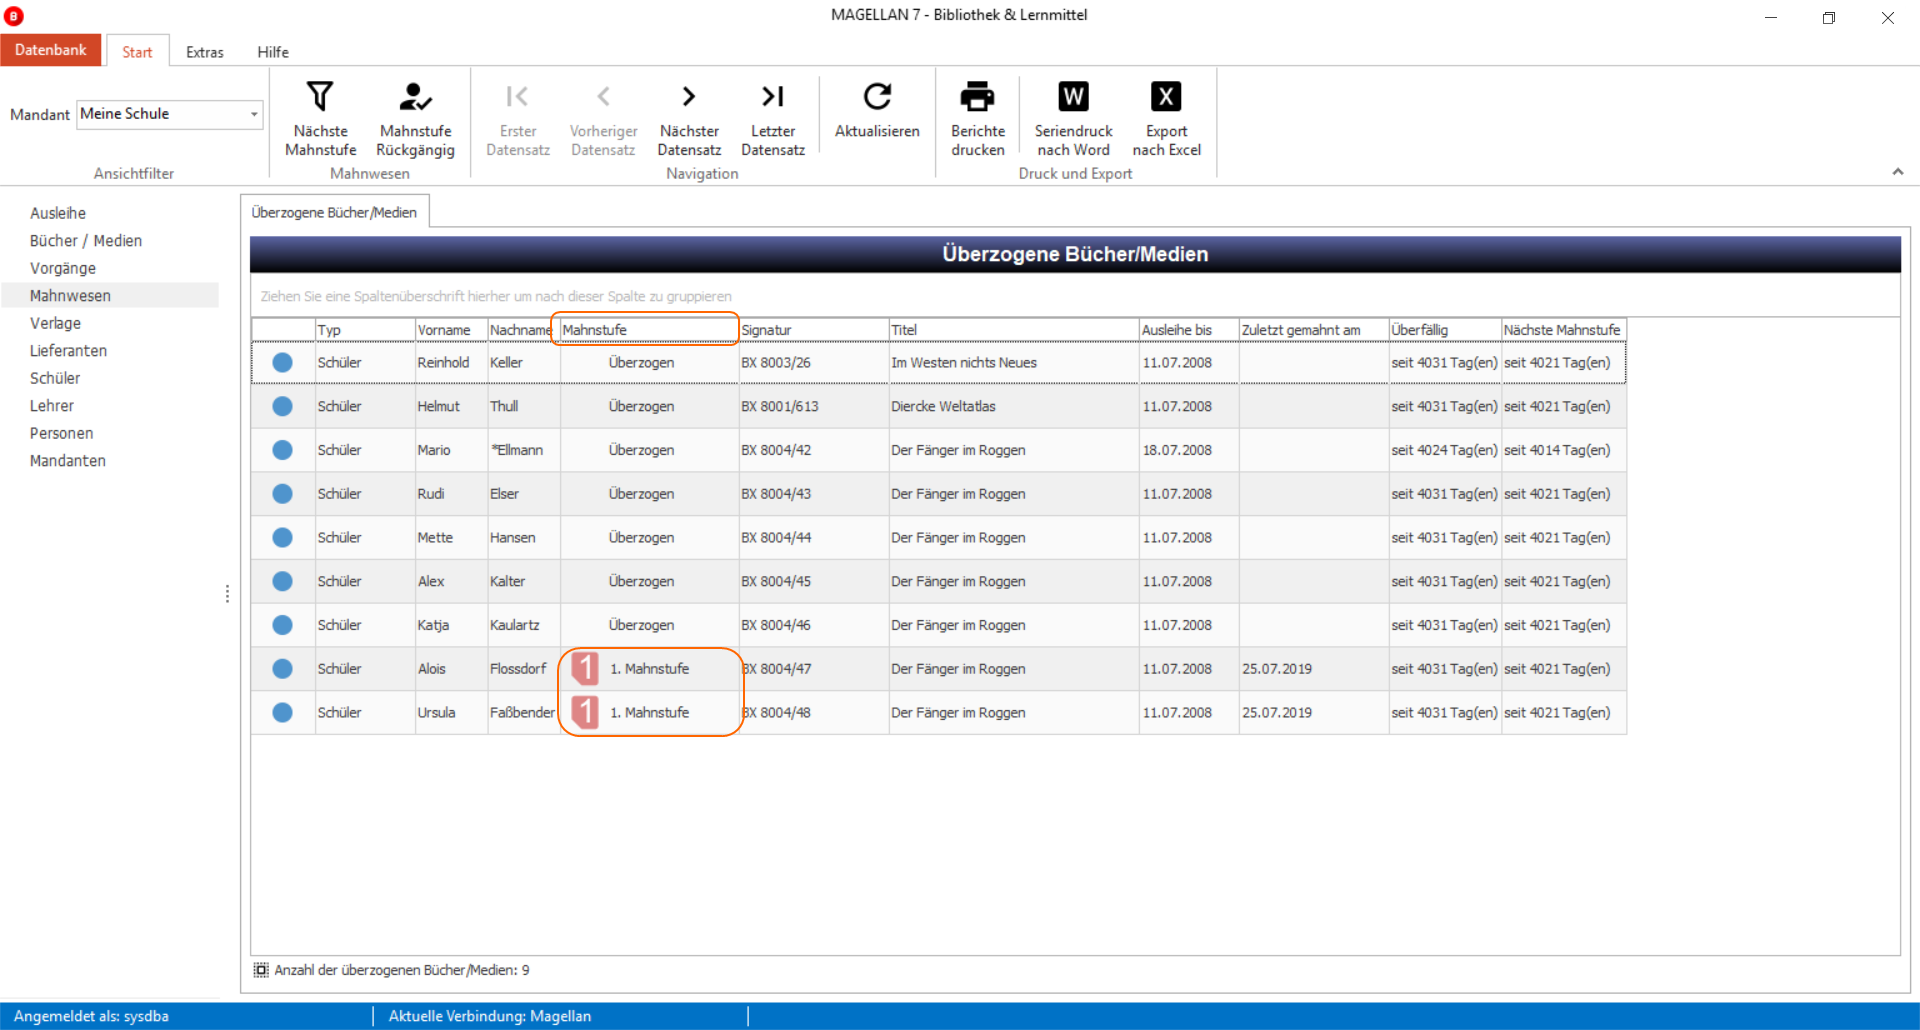 MAGELLAN 7 - Bibliothek & Lernmittel
Datenbank Start Extras Hilfe
Mandant Meine Schule
Ansichtfilter
Nächste Mahnstufe
Mahnstufe Rückgängig
Mahnwesen
Erster Datensatz
Vorheriger Datensatz
Nächster Datensatz
Letzter Datensatz
Aktualisieren
Navigation
Berichte drucken
W
Seriendruck nach Word
X
Export nach Excel
Druck und Export
Ausleihe
Bücher / Medien
Vorgänge
Mahnwesen
Verlage
Lieferanten
Schüler
Lehrer
Personen
Mandanten
Überzogene Bücher/Medien
Überzogene Bücher/Medien
Ziehen Sie eine Spaltenüberschrift hierher um nach dieser Spalte zu gruppieren
Typ Vorname Nachname Mahnstufe Signatur Titel Ausleihe bis Zuletzt gemahnt am Überfällig Nächste Mahnstufe
Schüler Reinhold Keller Überzogen BX 8003/26 Im Westen nichts Neues 11.07.2008 seit 4031 Tag(en) seit 4021 Tag(en)
Schüler Helmut Thull Überzogen BX 8001/613 Diercke Weltatlas 11.07.2008 seit 4031 Tag(en) seit 4021 Tag(en)
Schüler Mario *Ellmann Überzogen BX 8004/42 Der Fänger im Roggen 18.07.2008 seit 4024 Tag(en) seit 4014 Tag(en)
Schüler Rudi Elser Überzogen BX 8004/43 Der Fänger im Roggen 11.07.2008 seit 4031 Tag(en) seit 4021 Tag(en)
Schüler Mette Hansen Überzogen BX 8004/44 Der Fänger im Roggen 11.07.2008 seit 4031 Tag(en) seit 4021 Tag(en)
Schüler Alex Kalter Überzogen BX 8004/45 Der Fänger im Roggen 11.07.2008 seit 4031 Tag(en) seit 4021 Tag(en)
Schüler Katja Kaulartz Überzogen BX 8004/46 Der Fänger im Roggen 11.07.2008 seit 4031 Tag(en) seit 4021 Tag(en)
Schüler Alois Flossdorf 1 1. Mahnstufe BX 8004/47 Der Fänger im Roggen 11.07.2008 25.07.2019 seit 4031 Tag(en) seit 4021 Tag(en)
Schüler Ursula Faßbender 1 1. Mahnstufe BX 8004/48 Der Fänger im Roggen 11.07.2008 25.07.2019 seit 4031 Tag(en) seit 4021 Tag(en)
Anzahl der überzogenen Bücher/Medien: 9
Angemeldet als: sysdba Aktuelle Verbindung: Magellan